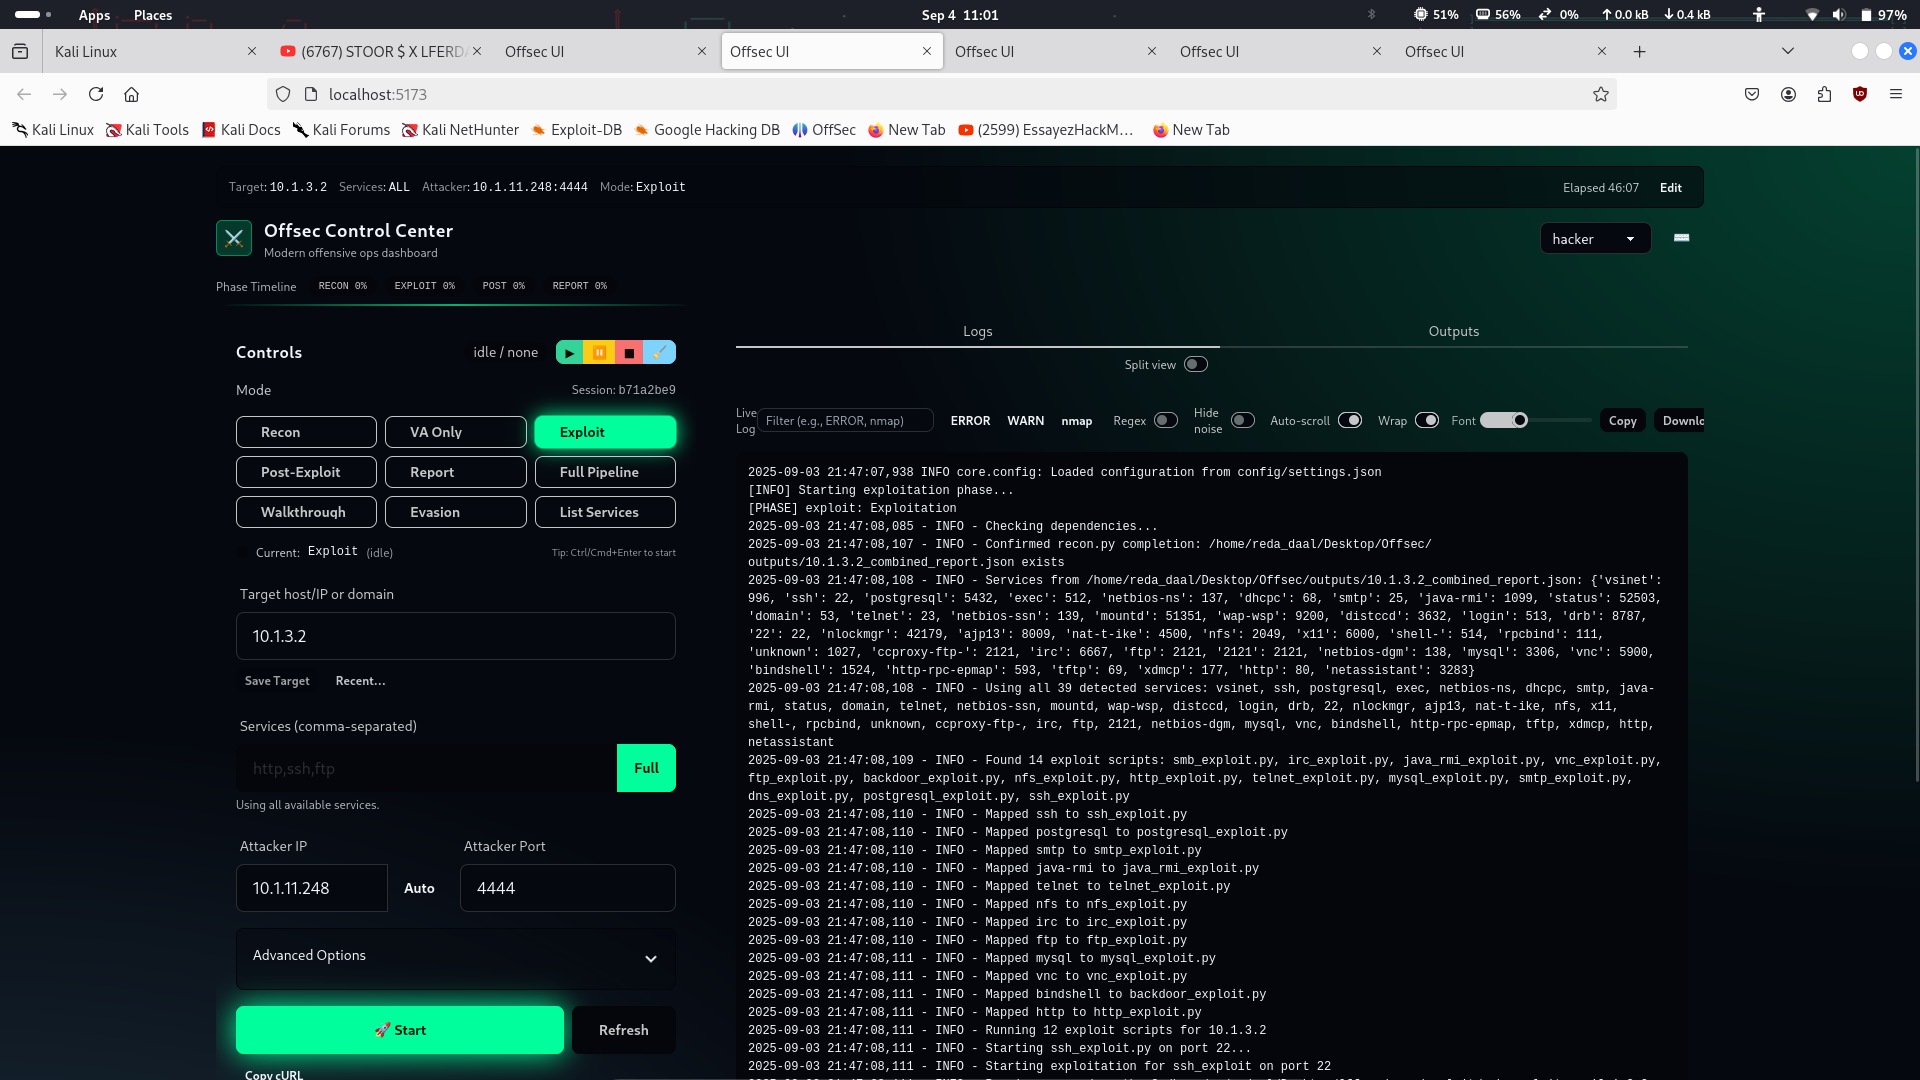 Apps Places Sep 4 11:01 51% 56% 0% 0.0 kB 0.4 kB 97%
Kali Linux (6767) STOOR $ X LFERDA Offsec UI Offsec UI Offsec UI Offsec UI Offsec UI
localhost:5173
Kali Linux Kali Tools Kali Docs Kali Forums Kali NetHunter Exploit-DB Google Hacking DB OffSec New Tab (2599) EssayezHackM… New Tab
Target: 10.1.3.2 Services: ALL Attacker: 10.1.11.248:4444 Mode: Exploit Elapsed 46:07 Edit
Offsec Control Center
Modern offensive ops dashboard
hacker
Phase Timeline RECON 0% EXPLOIT 0% POST 0% REPORT 0%
Controls idle / none
Mode Session: b71a2be9
Recon VA Only Exploit
Post-Exploit Report Full Pipeline
Walkthrough Evasion List Services
Current: Exploit (idle) Tip: Ctrl/Cmd+Enter to start
Target host/IP or domain
10.1.3.2
Save Target Recent...
Services (comma-separated)
http,ssh,ftp Full
Using all available services.
Attacker IP Attacker Port
10.1.11.248 Auto 4444
Advanced Options
Start Refresh
Copy cURL
Logs Outputs
Split view
Live Log Filter (e.g., ERROR, nmap) ERROR WARN nmap Regex Hide noise Auto-scroll Wrap Font Copy Downlo
2025-09-03 21:47:07,938 INFO core.config: Loaded configuration from config/settings.json
[INFO] Starting exploitation phase...
[PHASE] exploit: Exploitation
2025-09-03 21:47:08,085 - INFO - Checking dependencies...
2025-09-03 21:47:08,107 - INFO - Confirmed recon.py completion: /home/reda_daal/Desktop/Offsec/
outputs/10.1.3.2_combined_report.json exists
2025-09-03 21:47:08,108 - INFO - Services from /home/reda_daal/Desktop/Offsec/outputs/10.1.3.2_combined_report.json: {'vsinet':
996, 'ssh': 22, 'postgresql': 5432, 'exec': 512, 'netbios-ns': 137, 'dhcpc': 68, 'smtp': 25, 'java-rmi': 1099, 'status': 52503,
'domain': 53, 'telnet': 23, 'netbios-ssn': 139, 'mountd': 51351, 'wap-wsp': 9200, 'distccd': 3632, 'login': 513, 'drb': 8787,
'22': 22, 'nlockmgr': 42179, 'ajp13': 8009, 'nat-t-ike': 4500, 'nfs': 2049, 'x11': 6000, 'shell-': 514, 'rpcbind': 111,
'unknown': 1027, 'ccproxy-ftp-': 2121, 'irc': 6667, 'ftp': 2121, '2121': 2121, 'netbios-dgm': 138, 'mysql': 3306, 'vnc': 5900,
'bindshell': 1524, 'http-rpc-epmap': 593, 'tftp': 69, 'xdmcp': 177, 'http': 80, 'netassistant': 3283}
2025-09-03 21:47:08,108 - INFO - Using all 39 detected services: vsinet, ssh, postgresql, exec, netbios-ns, dhcpc, smtp, java-
rmi, status, domain, telnet, netbios-ssn, mountd, wap-wsp, distccd, login, drb, 22, nlockmgr, ajp13, nat-t-ike, nfs, x11,
shell-, rpcbind, unknown, ccproxy-ftp-, irc, ftp, 2121, netbios-dgm, mysql, vnc, bindshell, http-rpc-epmap, tftp, xdmcp, http,
netassistant
2025-09-03 21:47:08,109 - INFO - Found 14 exploit scripts: smb_exploit.py, irc_exploit.py, java_rmi_exploit.py, vnc_exploit.py,
ftp_exploit.py, backdoor_exploit.py, nfs_exploit.py, http_exploit.py, telnet_exploit.py, mysql_exploit.py, smtp_exploit.py,
dns_exploit.py, postgresql_exploit.py, ssh_exploit.py
2025-09-03 21:47:08,110 - INFO - Mapped ssh to ssh_exploit.py
2025-09-03 21:47:08,110 - INFO - Mapped postgresql to postgresql_exploit.py
2025-09-03 21:47:08,110 - INFO - Mapped smtp to smtp_exploit.py
2025-09-03 21:47:08,110 - INFO - Mapped java-rmi to java_rmi_exploit.py
2025-09-03 21:47:08,110 - INFO - Mapped telnet to telnet_exploit.py
2025-09-03 21:47:08,110 - INFO - Mapped nfs to nfs_exploit.py
2025-09-03 21:47:08,110 - INFO - Mapped irc to irc_exploit.py
2025-09-03 21:47:08,110 - INFO - Mapped ftp to ftp_exploit.py
2025-09-03 21:47:08,111 - INFO - Mapped mysql to mysql_exploit.py
2025-09-03 21:47:08,111 - INFO - Mapped vnc to vnc_exploit.py
2025-09-03 21:47:08,111 - INFO - Mapped bindshell to backdoor_exploit.py
2025-09-03 21:47:08,111 - INFO - Mapped http to http_exploit.py
2025-09-03 21:47:08,111 - INFO - Running 12 exploit scripts for 10.1.3.2
2025-09-03 21:47:08,111 - INFO - Starting ssh_exploit.py on port 22...
2025-09-03 21:47:08,111 - INFO - Starting exploitation for ssh_exploit on port 22